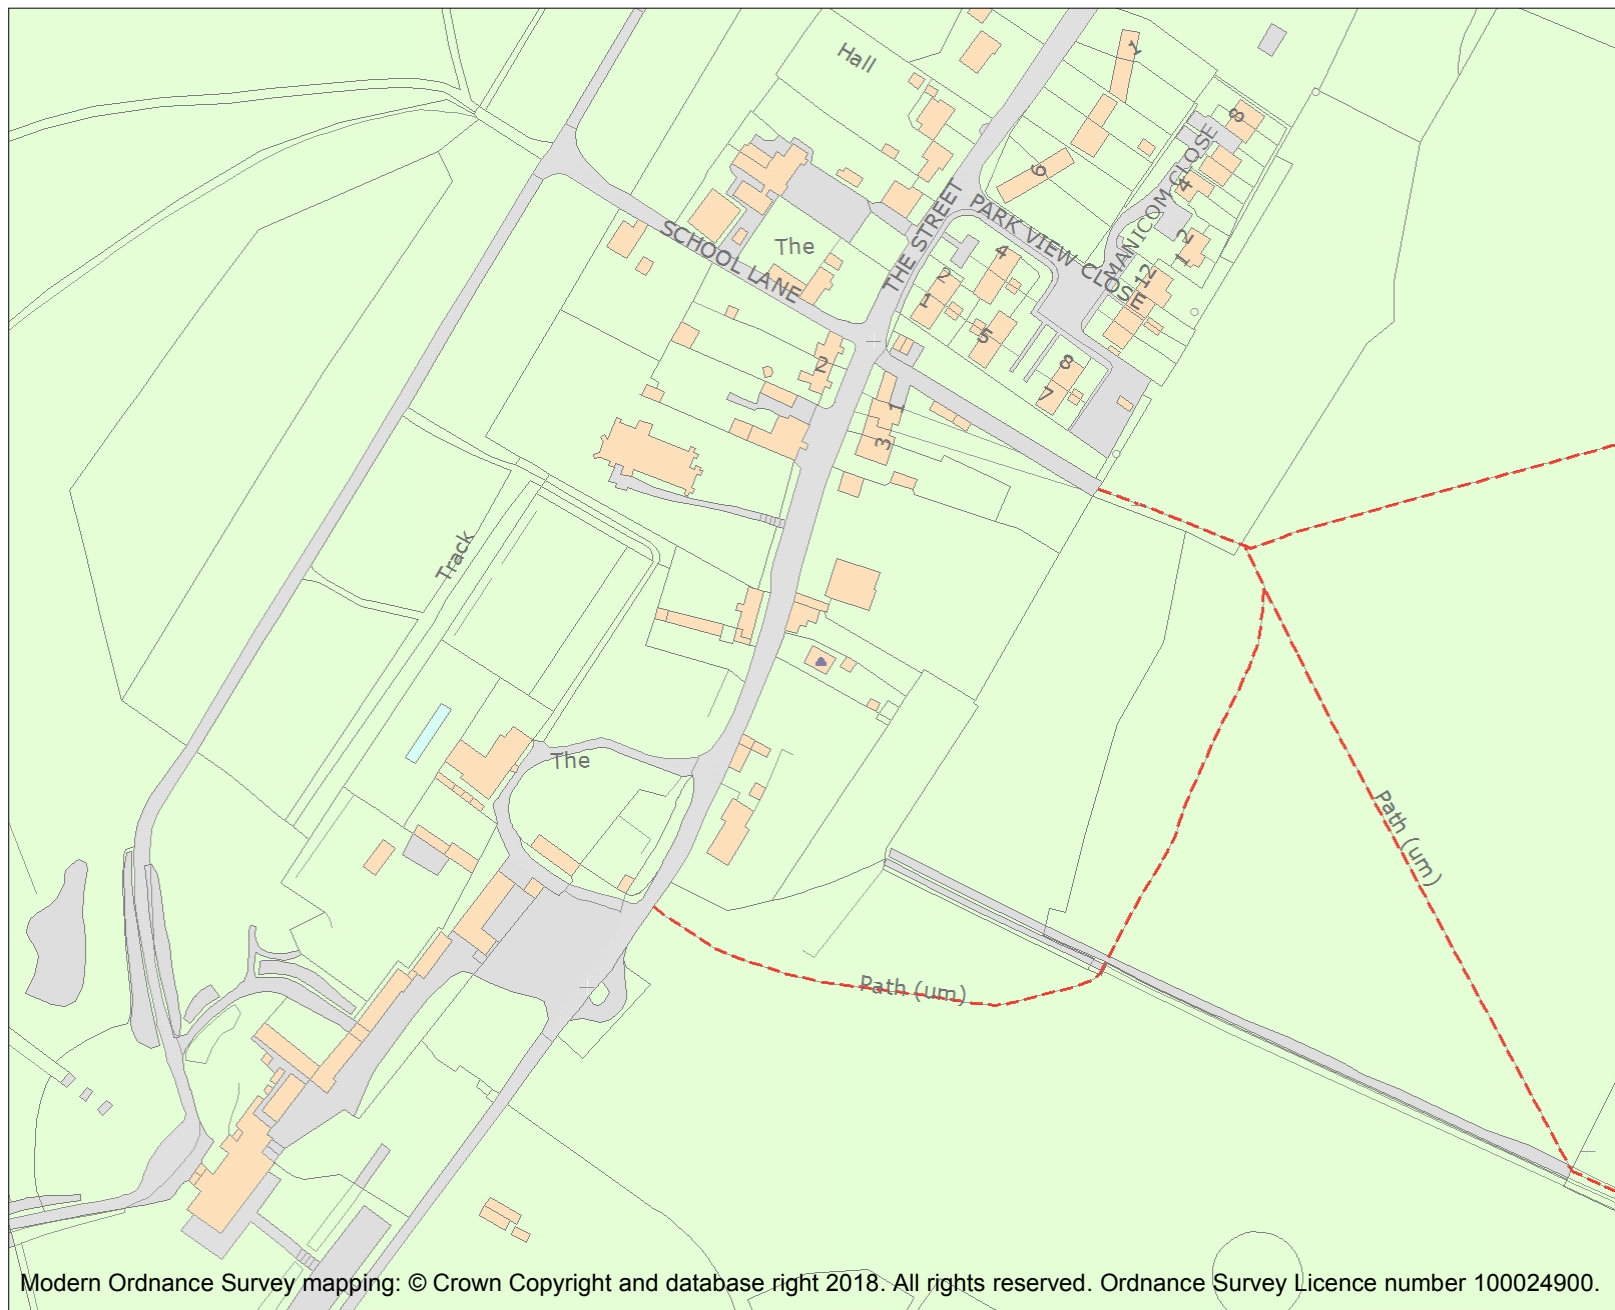 Hall
1
8
6
4
MANICOM CLOSE
THE STREET
PARK VIEW CLOSE
The
SCHOOL LANE
4
2
1
2
1
12
5
2
8
7
1
3
Track
The
Path (um)
Path (um)
Modern Ordnance Survey mapping: © Crown Copyright and database right 2018. All rights reserved. Ordnance Survey Licence number 100024900.